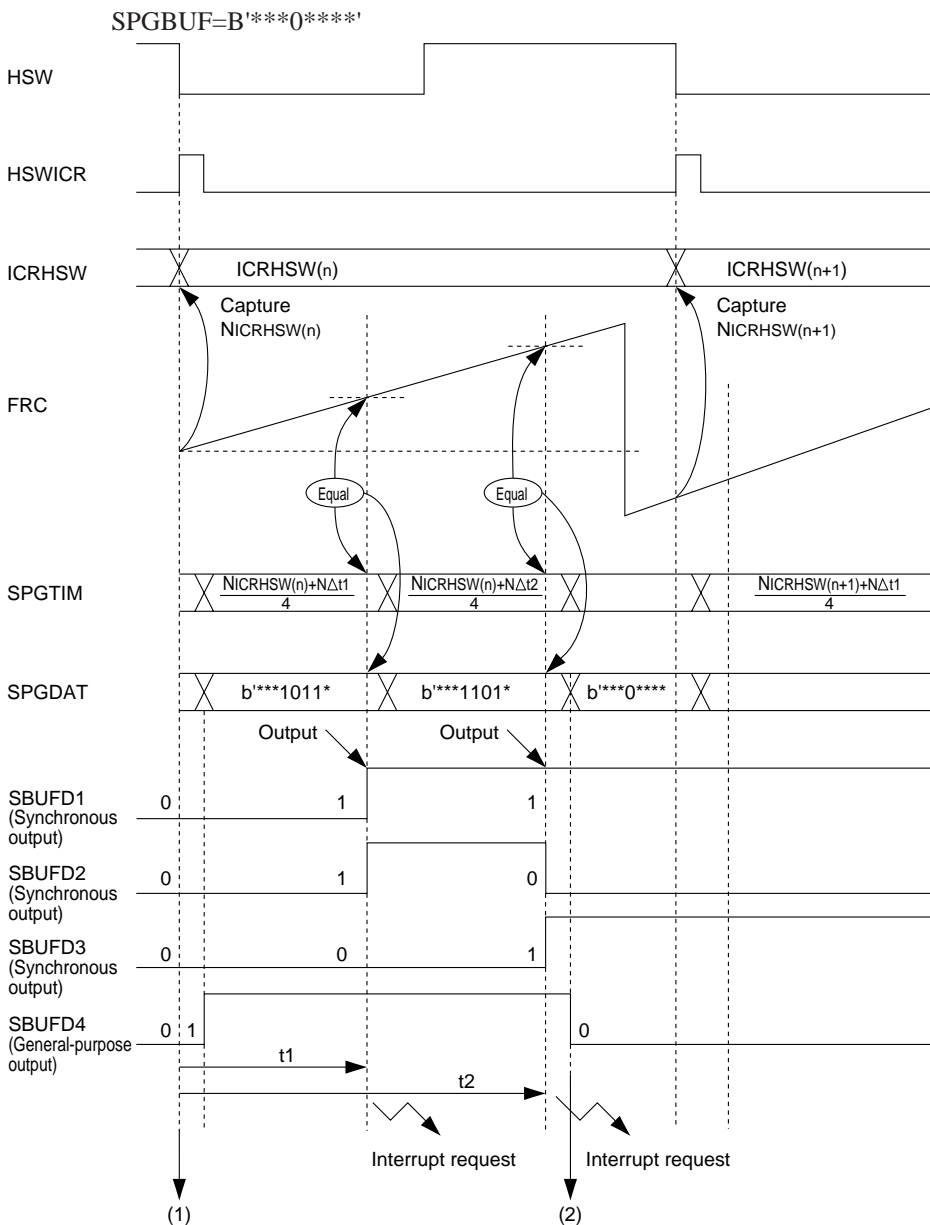 SPGBUF=B'***0****'
HSW
HSWICR
ICRHSW
ICRHSW(n)
ICRHSW(n+1)
Capture
NICRHSW(n)
Capture
NICRHSW(n+1)
FRC
Equal
Equal
SPGTIM
NICRHSW(n)+NΔt1
4
NICRHSW(n)+NΔt2
4
NICRHSW(n+1)+NΔt1
4
SPGDAT
b'***1011*
b'***1101*
b'***0****
Output
Output
SBUFD1
(Synchronous
output)
0
1
1
SBUFD2
(Synchronous
output)
0
1
0
SBUFD3
(Synchronous
output)
0
0
1
SBUFD4
(General-purpose
output)
0 1
0
t1
t2
Interrupt request
Interrupt request
(1)
(2)